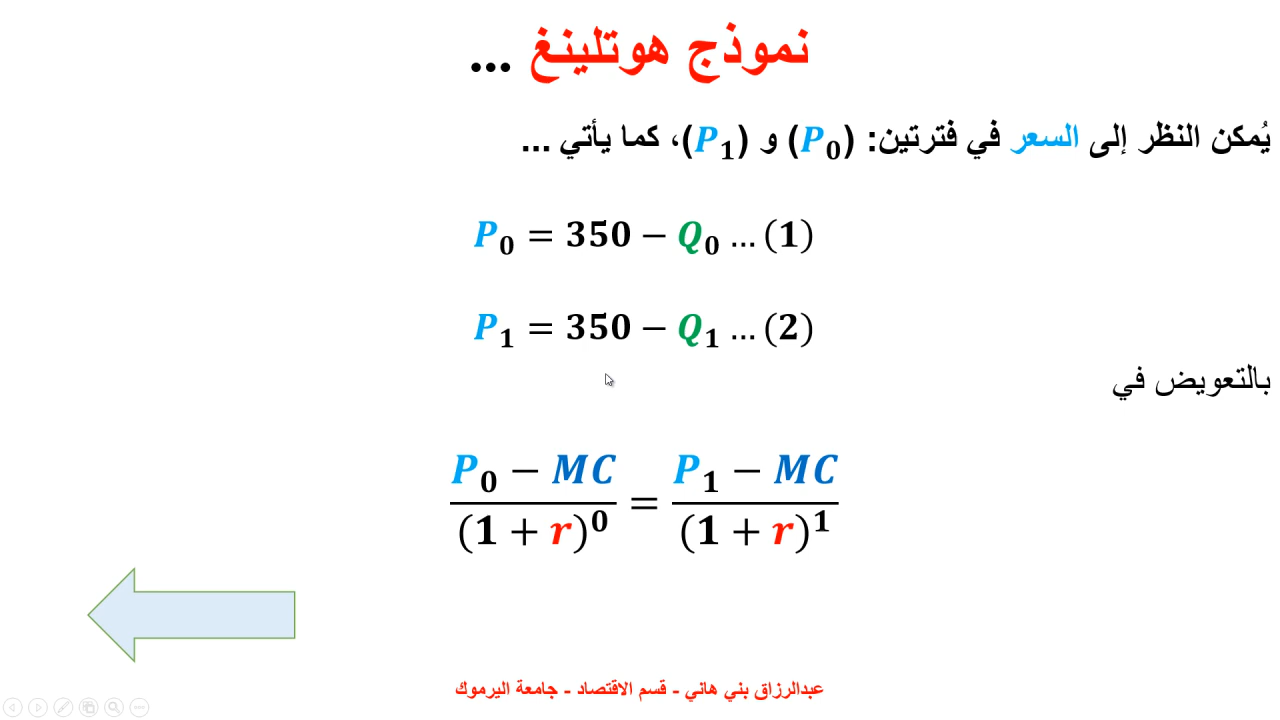 نموذج هوتلينغ ...
يُمكن النظر إلى السعر في فترتين: (P₀) و (P₁)، كما يأتي ...
P₀ = 350 − Q₀ ... (1)
P₁ = 350 − Q₁ ... (2)
بالتعويض في
(P₀ − MC)/(1 + r)⁰ = (P₁ − MC)/(1 + r)¹
عبدالرزاق بني هاني - قسم الاقتصاد - جامعة اليرموك